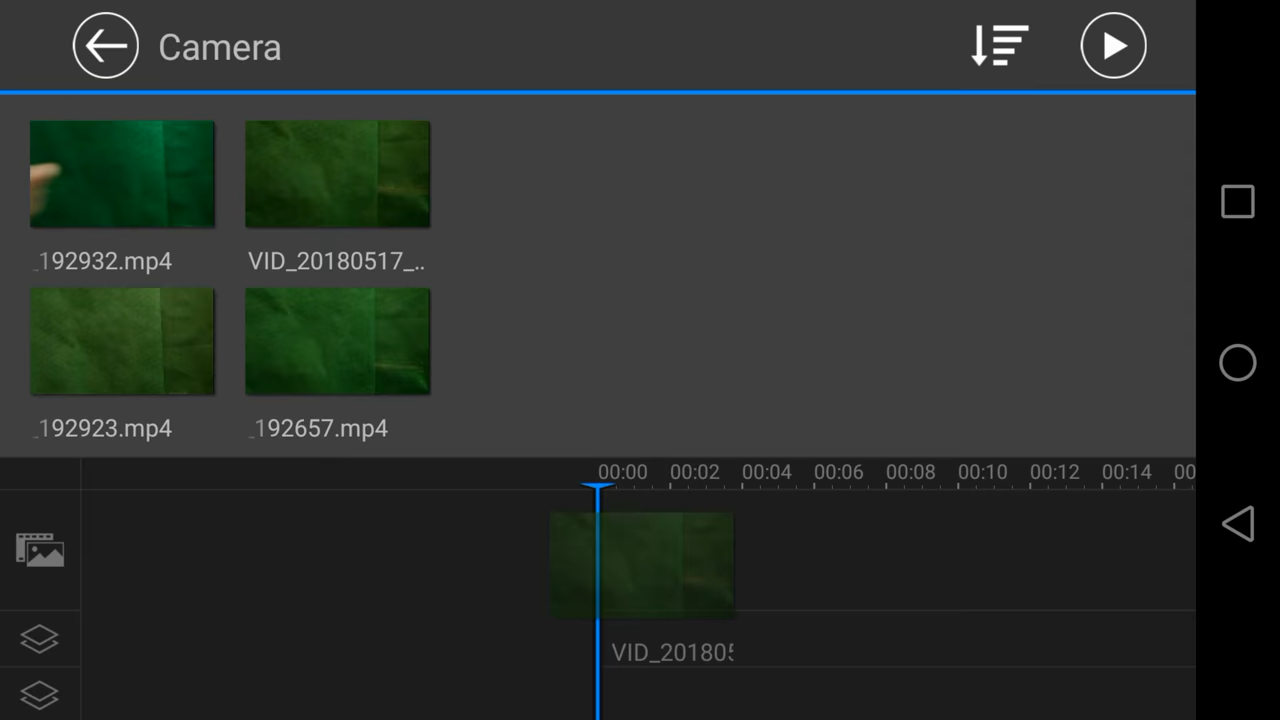 Camera
_192932.mp4
VID_20180517_..
_192923.mp4
_192657.mp4
00:00 00:02 00:04 00:06 00:08 00:10 00:12 00:14 00
VID_20180